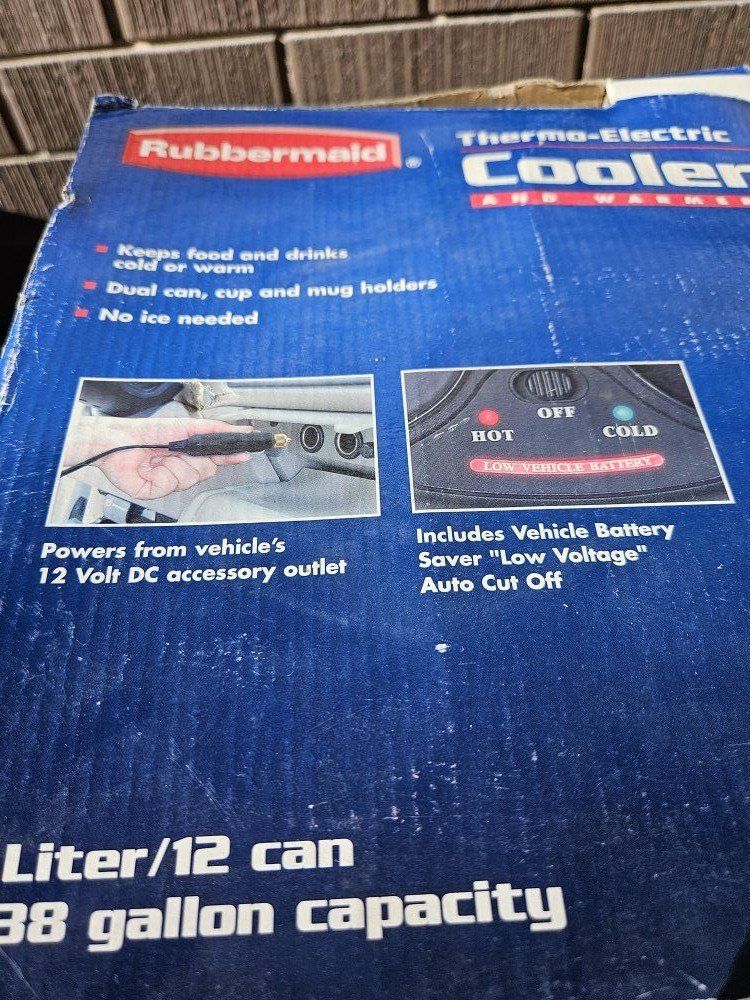 Rubbermaid®
Thermo-Electric
Cooler
AND WARMER
Keeps food and drinks
cold or warm
Dual can, cup and mug holders
No ice needed
OFF
HOT
COLD
LOW VEHICLE BATTERY
Powers from vehicle's
12 Volt DC accessory outlet
Includes Vehicle Battery
Saver "Low Voltage"
Auto Cut Off
Liter/12 can
38 gallon capacity